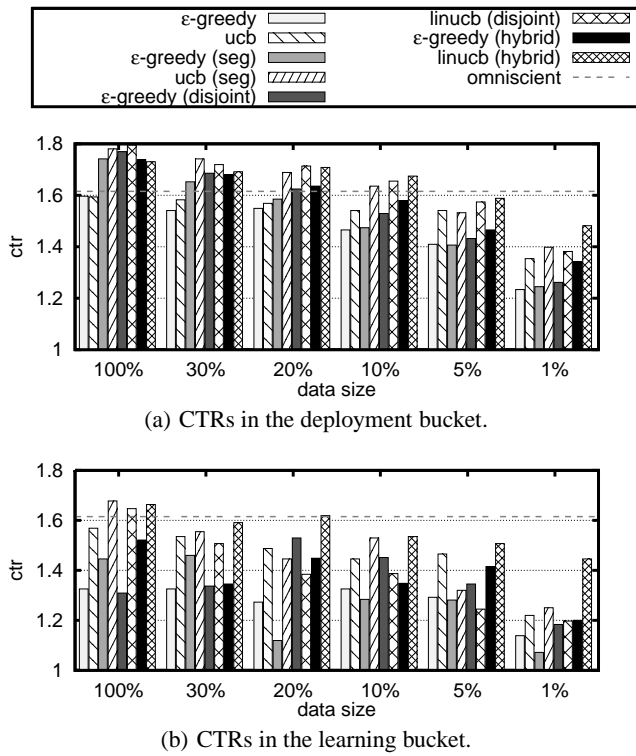 ε-greedy
ucb
ε-greedy (seg)
ucb (seg)
ε-greedy (disjoint)
linucb (disjoint)
ε-greedy (hybrid)
linucb (hybrid)
omniscient
1.8
1.6
1.4
1.2
1
ctr
100% 30% 20% 10% 5% 1%
data size
(a) CTRs in the deployment bucket.
1.8
1.6
1.4
1.2
1
ctr
100% 30% 20% 10% 5% 1%
data size
(b) CTRs in the learning bucket.